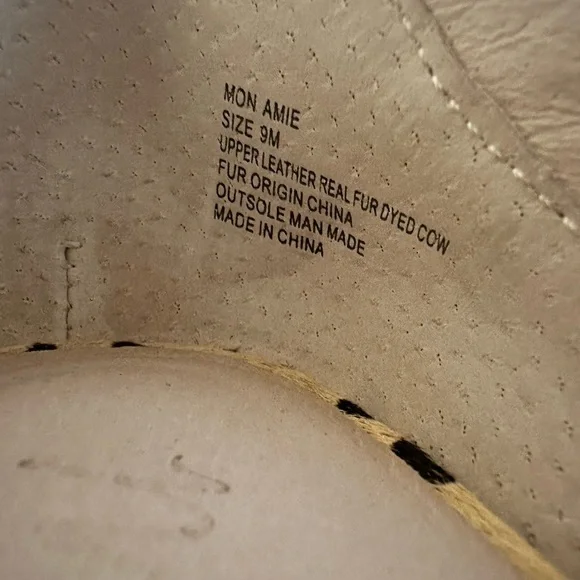 MON AMIE
SIZE 9M
UPPER LEATHER REAL FUR DYED COW
FUR ORIGIN CHINA
OUTSOLE MAN MADE
MADE IN CHINA